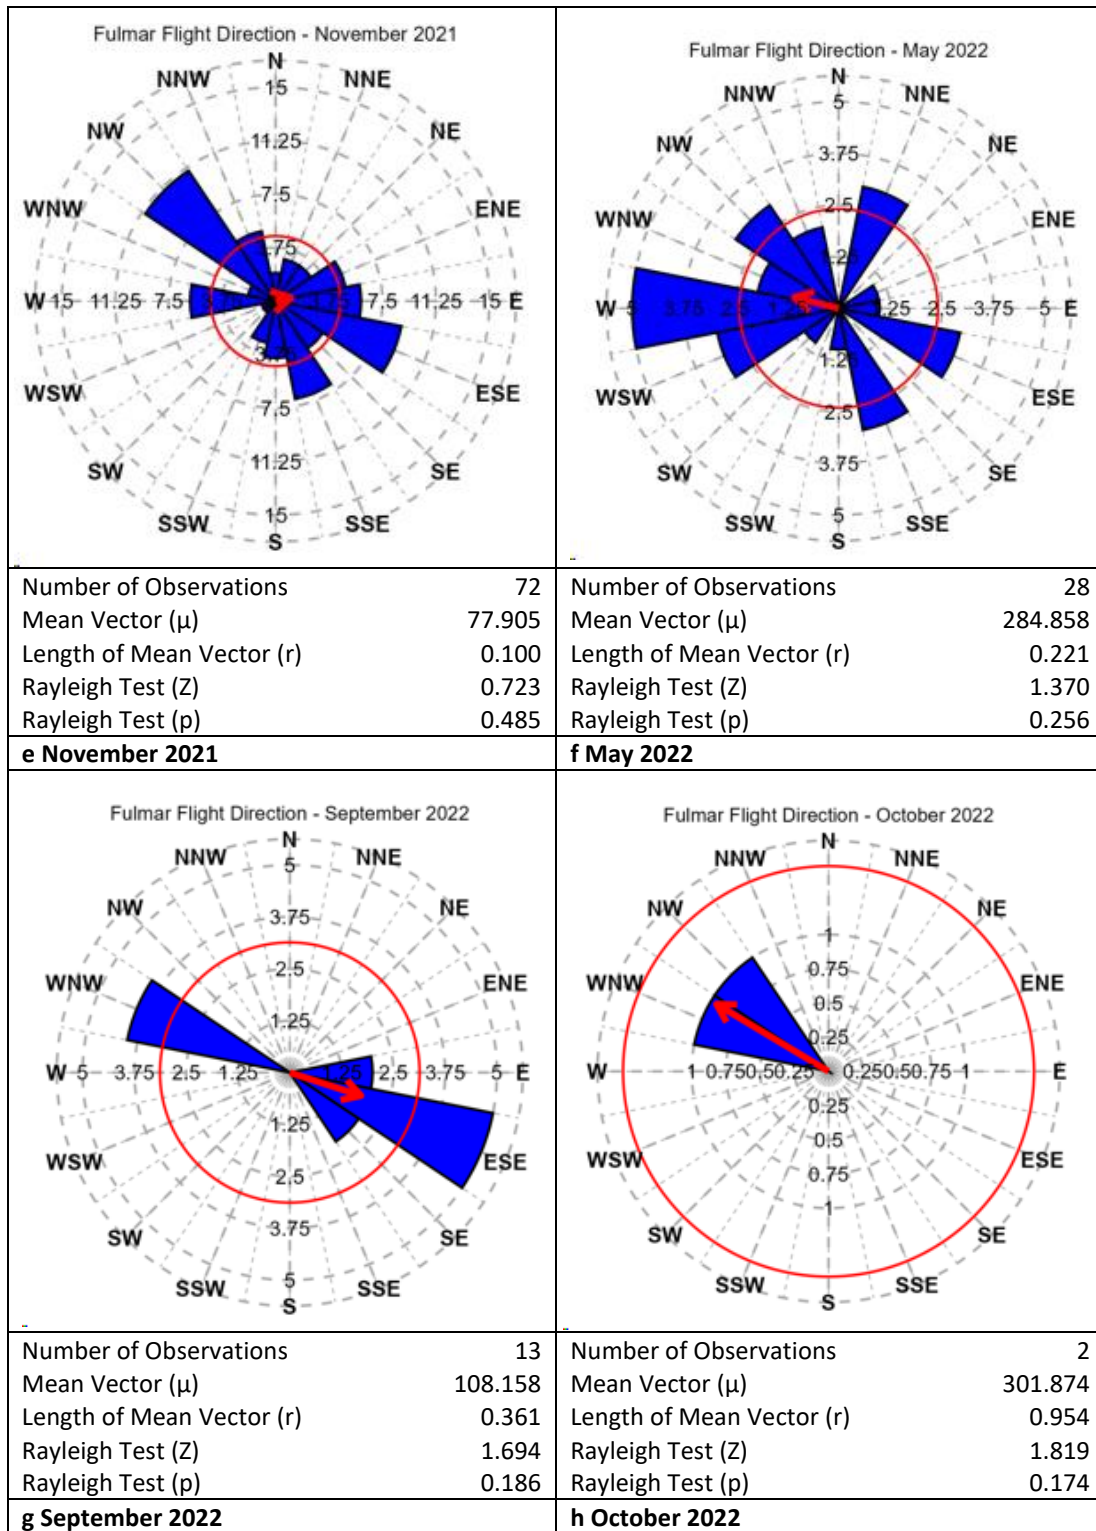 Fulmar Flight Direction - November 2021
N
NNW NNE
15
NW NE
11.25
WNW 7.5 ENE
3.75
W 15 11.25 7.5 3.75 3.75 7.5 11.25 15 E
3.75
WSW 7.5 ESE
11.25
SW SE
15
SSW SSE
S
Number of Observations 72
Mean Vector (μ) 77.905
Length of Mean Vector (r) 0.100
Rayleigh Test (Z) 0.723
Rayleigh Test (p) 0.485
e November 2021
Fulmar Flight Direction - May 2022
N
NNW NNE
5
NW NE
3.75
WNW 2.5 ENE
1.25
W 5 3.75 2.5 1.25 1.25 2.5 3.75 5 E
1.25
WSW 2.5 ESE
3.75
SW SE
5
SSW SSE
S
Number of Observations 28
Mean Vector (μ) 284.858
Length of Mean Vector (r) 0.221
Rayleigh Test (Z) 1.370
Rayleigh Test (p) 0.256
f May 2022
Fulmar Flight Direction - September 2022
N
NNW NNE
5
NW NE
3.75
WNW 2.5 ENE
1.25
W 5 3.75 2.5 1.25 1.25 2.5 3.75 5 E
1.25
WSW 2.5 ESE
3.75
SW SE
5
SSW SSE
S
Number of Observations 13
Mean Vector (μ) 108.158
Length of Mean Vector (r) 0.361
Rayleigh Test (Z) 1.694
Rayleigh Test (p) 0.186
g September 2022
Fulmar Flight Direction - October 2022
N
NNW NNE
NW NE
1
0.75
WNW 0.5 ENE
0.25
W 1 0.75 0.5 0.25 0.25 0.5 0.75 1 E
0.25
0.5
WSW 0.75 ESE
1
SW SE
SSW SSE
S
Number of Observations 2
Mean Vector (μ) 301.874
Length of Mean Vector (r) 0.954
Rayleigh Test (Z) 1.819
Rayleigh Test (p) 0.174
h October 2022